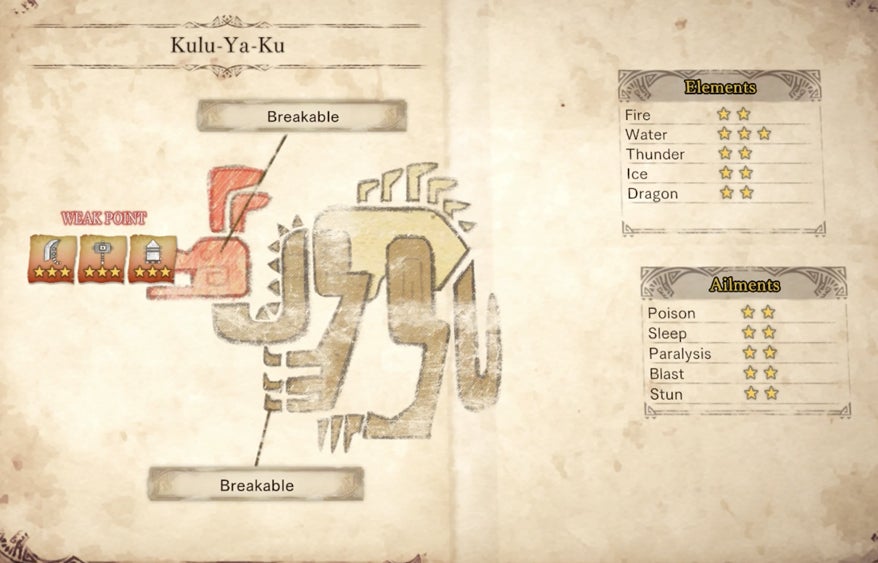 Kulu-Ya-Ku
Breakable
WEAK POINT
Breakable
Elements
Fire
Water
Thunder
Ice
Dragon
Ailments
Poison
Sleep
Paralysis
Blast
Stun